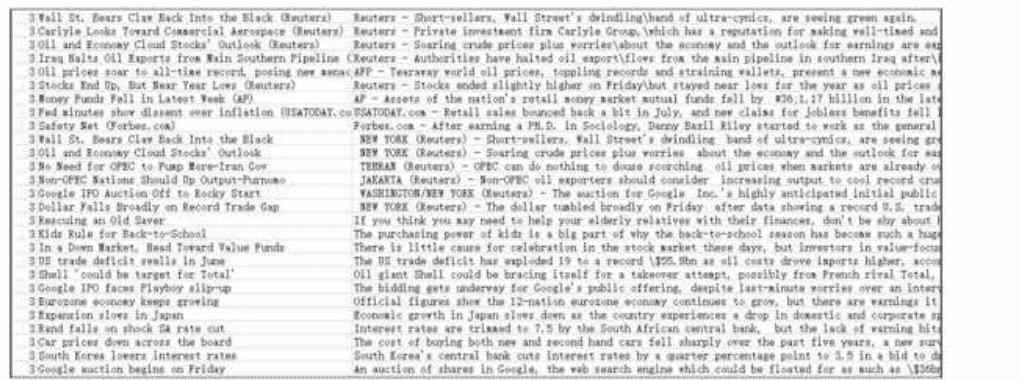 3 Wall St. Bears Claw Back Into the Black (Reuters) Reuters - Short-sellers, Wall Street's dwindling\band of ultra-cynics, are seeing green again.
3 Carlyle Looks Toward Commercial Aerospace (Reuters) Reuters - Private investment firm Carlyle Group,\which has a reputation for making well-timed and
3 Oil and Economy Cloud Stocks' Outlook (Reuters) Reuters - Soaring crude prices plus worries\about the economy and the outlook for earnings are exp
3 Iraq Halts Oil Exports from Main Southern Pipeline ( Reuters - Authorities have halted oil export\flows from the main pipeline in southern Iraq after\
3 Oil prices soar to all-time record, posing new menac AFP - Tearaway world oil prices, toppling records and straining wallets, present a new economic me
3 Stocks End Up, But Near Year Lows (Reuters) Reuters - Stocks ended slightly higher on Friday\but stayed near lows for the year as oil prices
3 Money Funds Fell in Latest Week (AP) AP - Assets of the nation's retail money market mutual funds fell by in the late
3 Fed minutes show dissent over inflation (USATODAY.co USATODAY.com - Retail sales bounced back a bit in July, and new claims for jobless benefits fell
3 Safety Net (Forbes.com) Forbes.com - After earning a PH.D. in Sociology, Danny Bazil Riley started to work as the general
3 Wall St. Bears Claw Back Into the Black NEW YORK (Reuters) - Short-sellers, Wall Street's dwindling band of ultra-cynics, are seeing gre
3 Oil and Economy Cloud Stocks' Outlook NEW YORK (Reuters) - Soaring crude prices plus worries about the economy and the outlook for ear
3 No Need for OPEC to Pump More-Iran Gov TEHRAN (Reuters) - OPEC can do nothing to douse scorching oil prices when markets are already o
3 Non-OPEC Nations Should Up Output-Purnomo JAKARTA (Reuters) - Non-OPEC oil exporters should consider increasing output to cool record cru
3 Google IPO Auction Off to Rocky Start WASHINGTON/NEW YORK (Reuters) - The auction for Google Inc.'s highly anticipated initial public
3 Dollar Falls Broadly on Record Trade Gap NEW YORK (Reuters) - The dollar tumbled broadly on Friday after data showing a record U.S. trade
3 Rescuing an Old Saver If you think you may need to help your elderly relatives with their finances, don't be shy about
3 Kids Rule for Back-to-School The purchasing power of kids is a big part of why the back-to-school season has become such a huge
3 In a Down Market, Head Toward Value Funds There is little cause for celebration in the stock market these days, but investors in value-focus
3 US trade deficit swells in June The US trade deficit has exploded 19 to a record \$55.8bn as oil costs drove imports higher, accor
3 Shell 'could be target for Total' Oil giant Shell could be bracing itself for a takeover attempt, possibly from French rival Total,
3 Google IPO faces Playboy slip-up The bidding gets underway for Google's public offering, despite last-minute worries over an interv
3 Eurozone economy keeps growing Official figures show the 12-nation eurozone economy continues to grow, but there are warnings it
3 Expansion slows in Japan Economic growth in Japan slows down as the country experiences a drop in domestic and corporate sp
3 Rand falls on shock SA rate cut Interest rates are trimmed to 7.5 by the South African central bank, but the lack of warning hits
3 Car prices down across the board The cost of buying both new and second hand cars fell sharply over the past five years, a new surv
3 South Korea lowers interest rates South Korea's central bank cuts interest rates by a quarter percentage point to 3.5 in a bid to dr
3 Google auction begins on Friday An auction of shares in Google, the web search engine which could be floated for as much as \$36bn